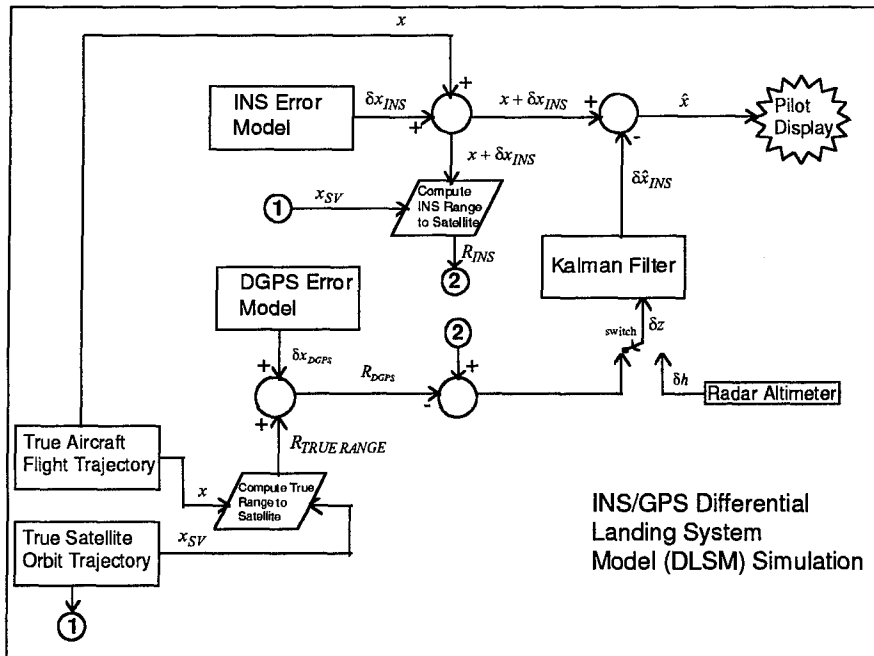 x
INS Error
Model
δx_INS
+
+
x + δx_INS
+
-
x̂
Pilot
Display
x + δx_INS
1
x_SV
Compute
INS Range
to Satellite
δx̂_INS
R_INS
2
Kalman Filter
DGPS Error
Model
δx_DGPS
+
+
R_DGPS
2
+
-
switch
δz
δh
Radar Altimeter
True Aircraft
Flight Trajectory
R_TRUE RANGE
x
Compute True
Range to
Satellite
True Satellite
Orbit Trajectory
x_SV
1
INS/GPS Differential
Landing System
Model (DLSM) Simulation